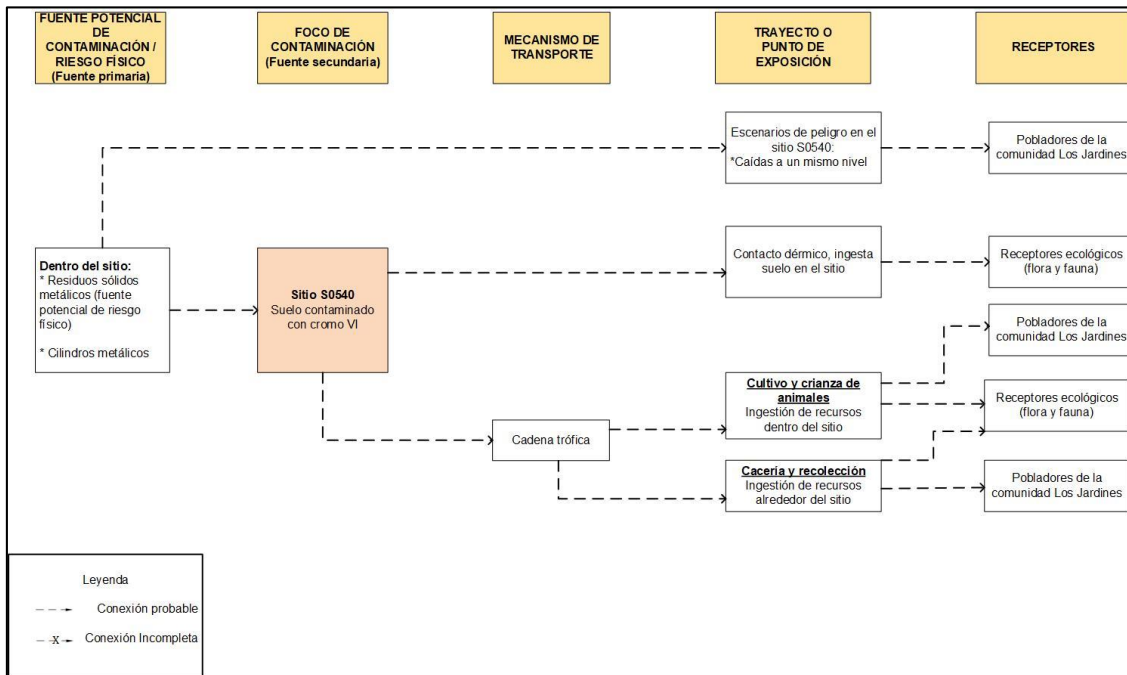 FUENTE POTENCIAL
DE
CONTAMINACIÓN /
RIESGO FÍSICO
(Fuente primaria)
FOCO DE
CONTAMINACIÓN
(Fuente secundaria)
MECANISMO DE
TRANSPORTE
TRAYECTO O
PUNTO DE
EXPOSICIÓN
RECEPTORES
Escenarios de peligro en el
sitio S0540:
*Caídas a un mismo nivel
Pobladores de la
comunidad Los Jardines
Dentro del sitio:
* Residuos sólidos
metálicos (fuente
potencial de riesgo
físico)
* Cilindros metálicos
Sitio S0540
Suelo contaminado
con cromo VI
Contacto dérmico, ingesta
suelo en el sitio
Receptores ecológicos
(flora y fauna)
Pobladores de la
comunidad Los Jardines
Cadena trófica
Cultivo y crianza de
animales
Ingestión de recursos
dentro del sitio
Receptores ecológicos
(flora y fauna)
Cacería y recolección
Ingestión de recursos
alrededor del sitio
Pobladores de la
comunidad Los Jardines
Leyenda
Conexión probable
X Conexión Incompleta